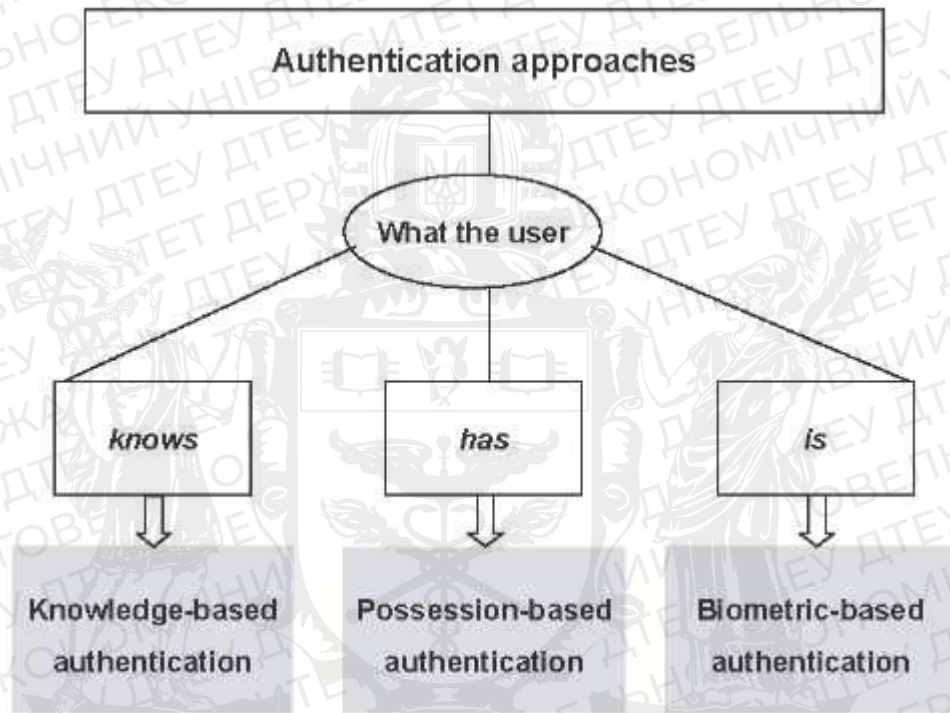 Authentication approaches
What the user
knows
has
is
Knowledge-based
authentication
Possession-based
authentication
Biometric-based
authentication